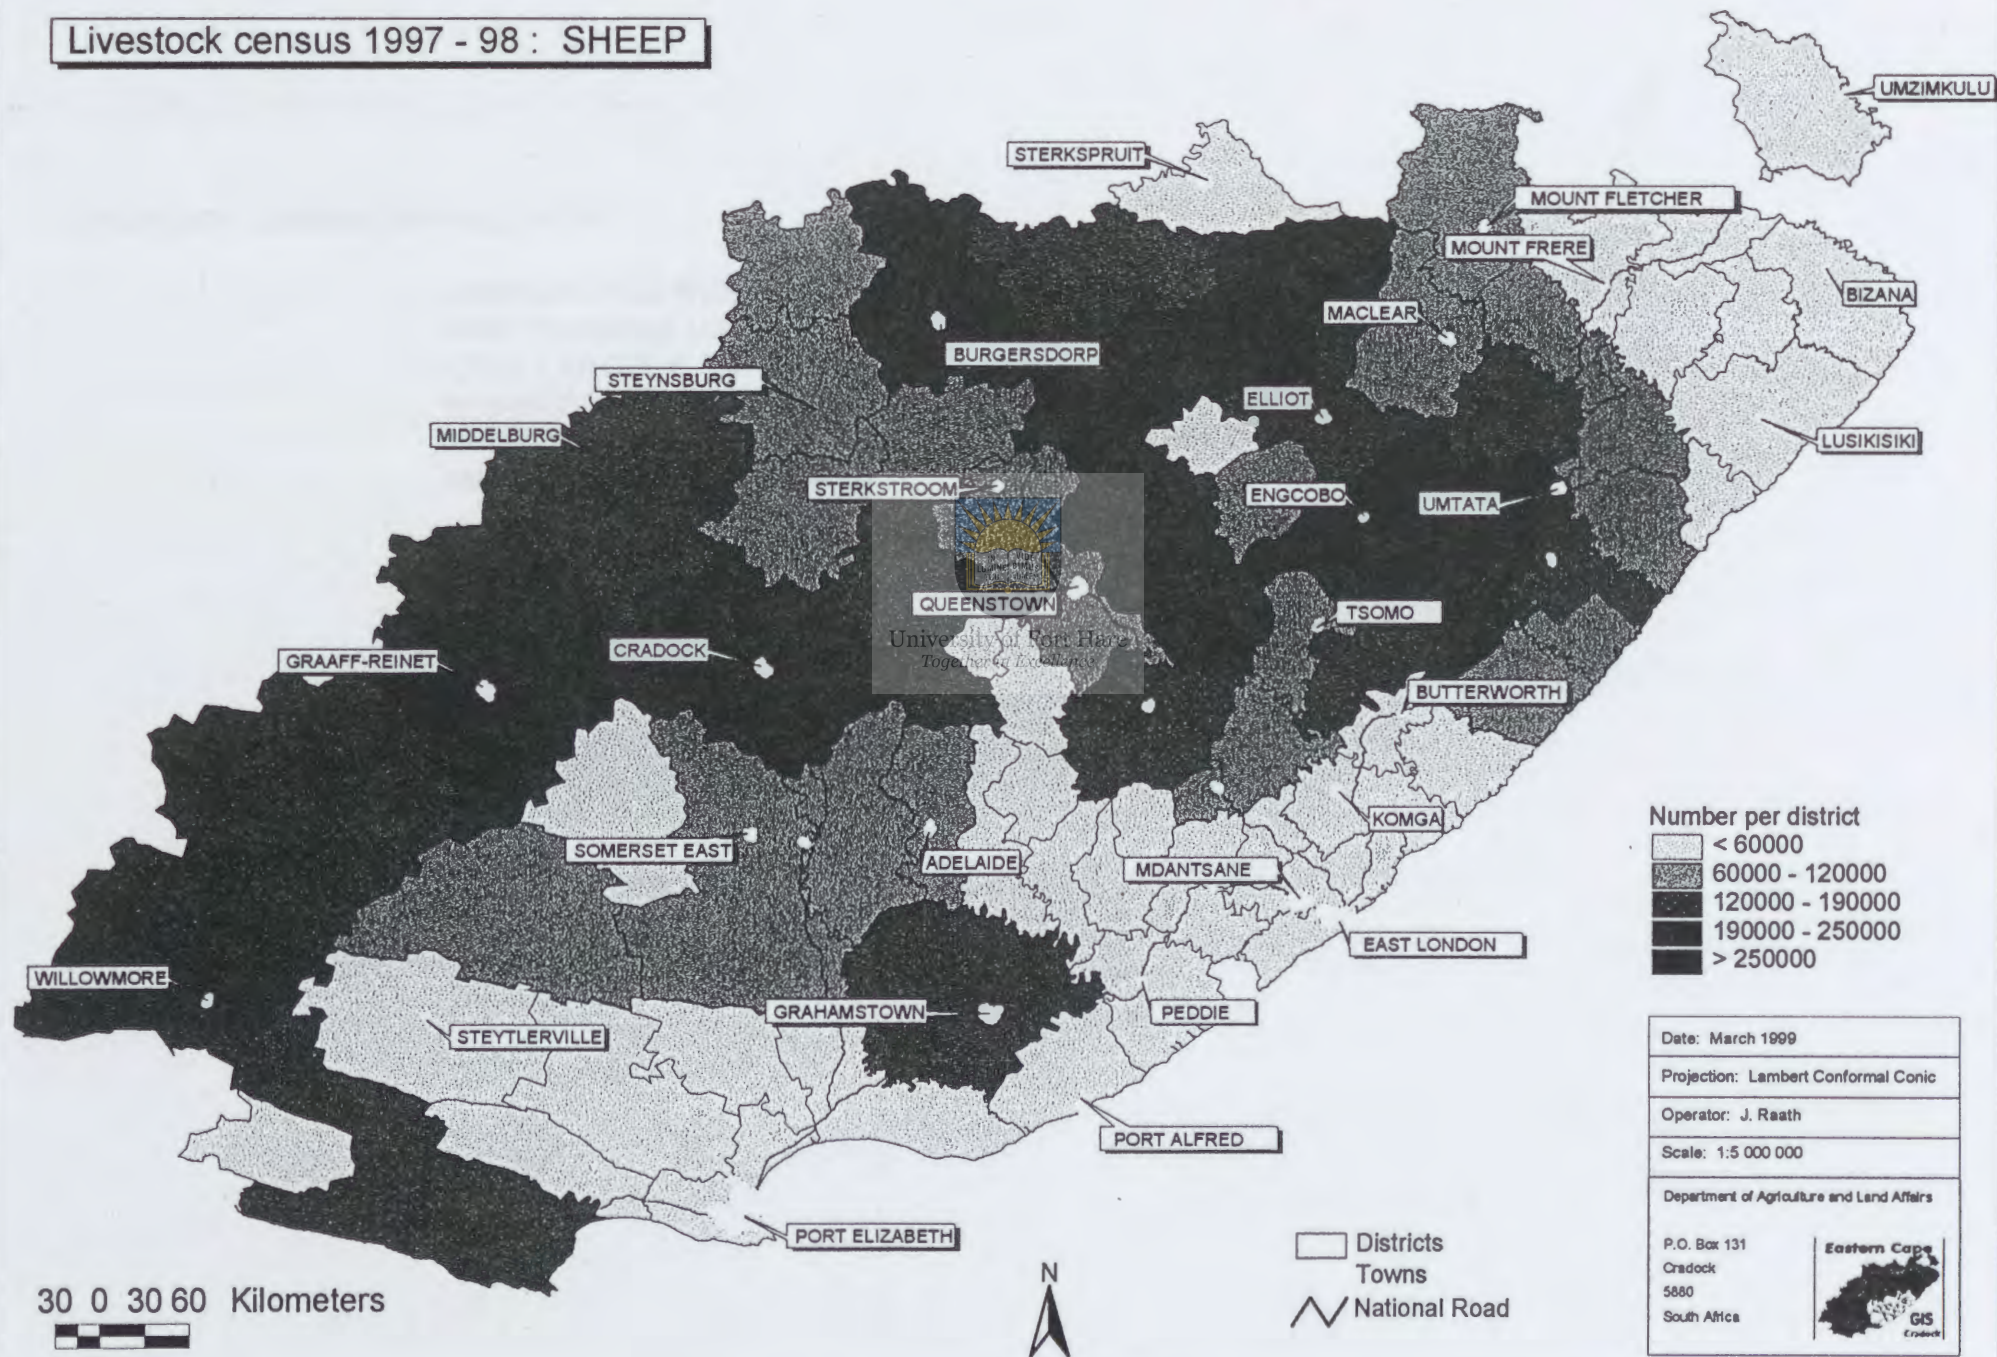 Livestock census 1997 - 98 : SHEEP
UMZIMKULU
STERKSPRUIT
MOUNT FLETCHER
MOUNT FRERE
BIZANA
MACLEAR
BURGERSDORP
STEYNSBURG
ELLIOT
MIDDELBURG
LUSIKISIKI
STERKSTROOM
ENGCOBO
UMTATA
QUEENSTOWN
TSOMO
University of Fort Hare
Together in Excellence
CRADOCK
GRAAFF-REINET
BUTTERWORTH
KOMGA
SOMERSET EAST
ADELAIDE
MDANTSANE
EAST LONDON
WILLOWMORE
GRAHAMSTOWN
PEDDIE
STEYTLERVILLE
PORT ALFRED
PORT ELIZABETH
Number per district
< 60000
60000 - 120000
120000 - 190000
190000 - 250000
> 250000
Date: March 1999
Projection: Lambert Conformal Conic
Operator: J. Raath
Scale: 1:5 000 000
Department of Agriculture and Land Affairs
P.O. Box 131
Cradock
5880
South Africa
Eastern Cape
GIS
Cradock
Districts
Towns
National Road
N
30 0 30 60 Kilometers